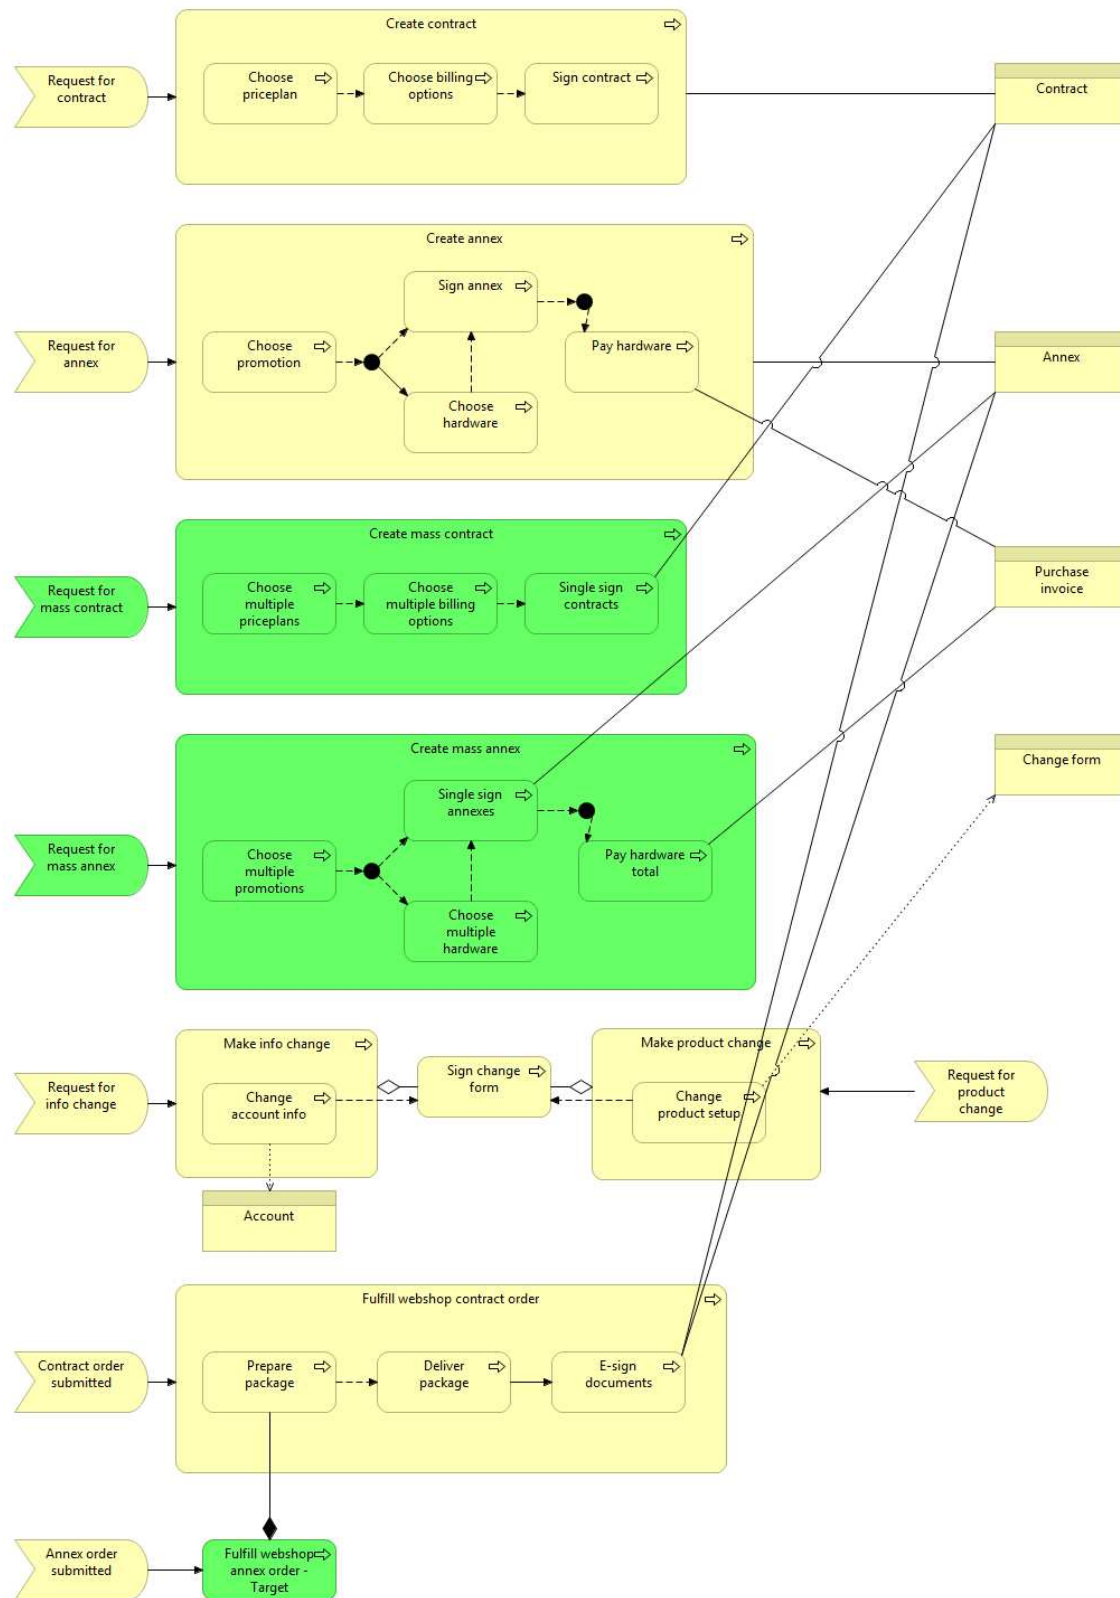 Create contract
Request for
contract
Choose
priceplan
Choose billing
options
Sign contract
Contract
Create annex
Request for
annex
Choose
promotion
Sign annex
Choose
hardware
Pay hardware
Annex
Create mass contract
Request for
mass contract
Choose
multiple
priceplans
Choose
multiple billing
options
Single sign
contracts
Purchase
invoice
Create mass annex
Request for
mass annex
Choose
multiple
promotions
Single sign
annexes
Choose
multiple
hardware
Pay hardware
total
Change form
Make info change
Request for
info change
Change
account info
Sign change
form
Make product change
Change
product setup
Request for
product
change
Account
Fulfill webshop contract order
Contract order
submitted
Prepare
package
Deliver
package
E-sign
documents
Annex order
submitted
Fulfill webshop
annex order -
Target